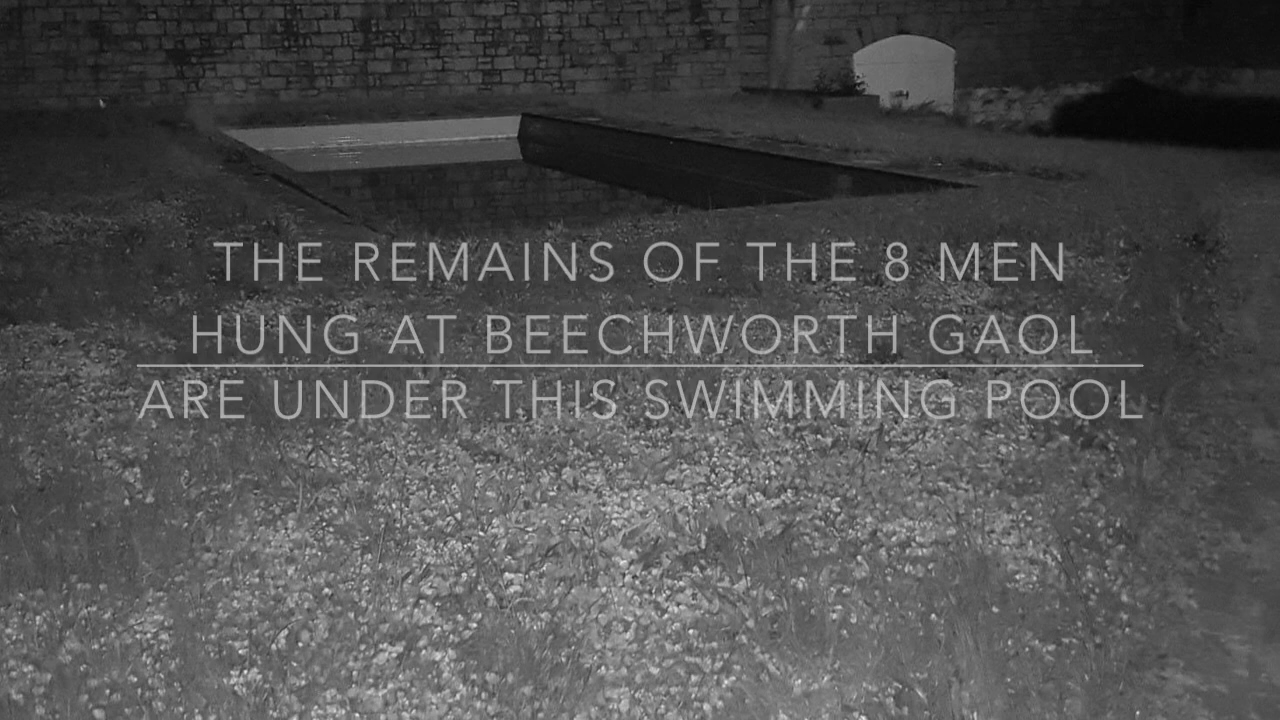 THE REMAINS OF THE 8 MEN
HUNG AT BEECHWORTH GAOL
ARE UNDER THIS SWIMMING POOL